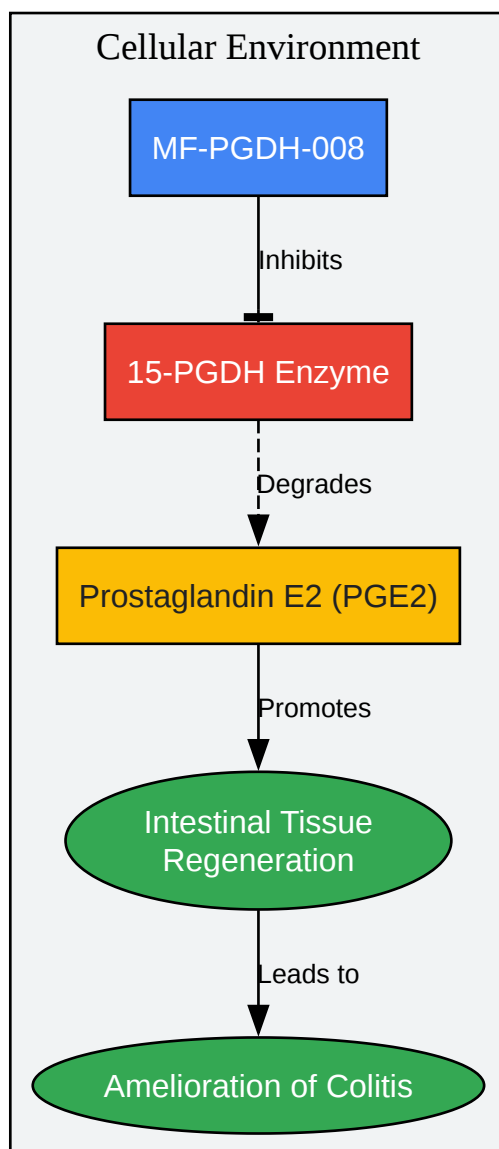 Cellular Environment
MF-PGDH-008
Inhibits
15-PGDH Enzyme
Degrades
Prostaglandin E2 (PGE2)
Promotes
Intestinal Tissue
Regeneration
Leads to
Amelioration of Colitis